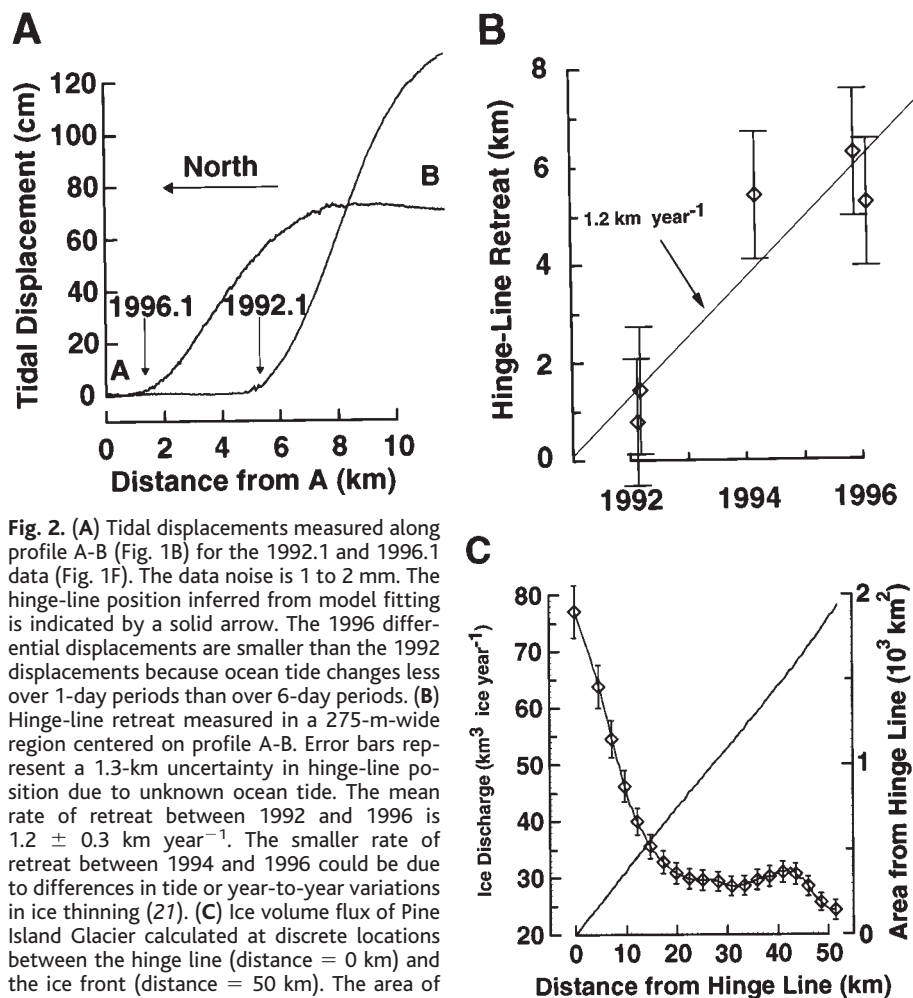 A
Tidal Displacement (cm)
120
100
80
60
40
20
0
North
B
1996.1
1992.1
A
0 2 4 6 8 10
Distance from A (km)
B
Hinge-Line Retreat (km)
8
6
4
2
0
1.2 km year-1
1992 1994 1996
Fig. 2. (A) Tidal displacements measured along
profile A-B (Fig. 1B) for the 1992.1 and 1996.1
data (Fig. 1F). The data noise is 1 to 2 mm. The
hinge-line position inferred from model fitting
is indicated by a solid arrow. The 1996 differ-
ential displacements are smaller than the 1992
displacements because ocean tide changes less
over 1-day periods than over 6-day periods. (B)
Hinge-line retreat measured in a 275-m-wide
region centered on profile A-B. Error bars rep-
resent a 1.3-km uncertainty in hinge-line po-
sition due to unknown ocean tide. The mean
rate of retreat between 1992 and 1996 is
1.2 ± 0.3 km year−1. The smaller rate of
retreat between 1994 and 1996 could be due
to differences in tide or year-to-year variations
in ice thinning (21). (C) Ice volume flux of Pine
Island Glacier calculated at discrete locations
between the hinge line (distance = 0 km) and
the ice front (distance = 50 km). The area of
C
Ice Discharge (km3 ice year-1)
80
70
60
50
40
30
20
2
1
0
Area from Hinge Line (103 km2)
0 10 20 30 40 50
Distance from Hinge Line (km)